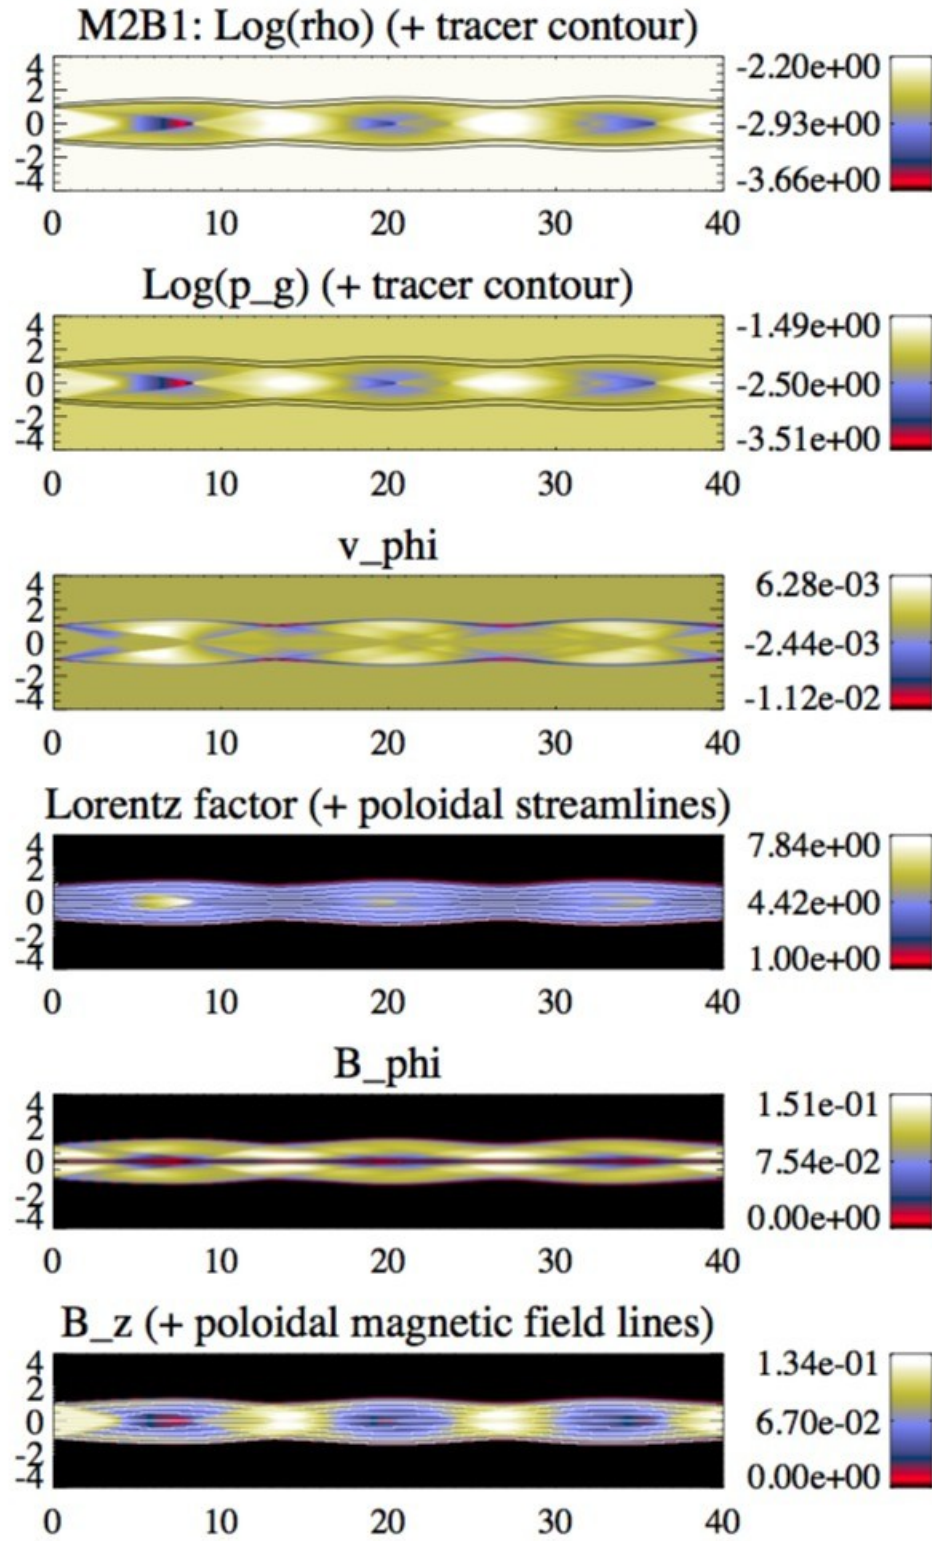 M2B1: Log(rho) (+ tracer contour)
4
2
0
-2
-4
0 10 20 30 40
-2.20e+00
-2.93e+00
-3.66e+00
Log(p_g) (+ tracer contour)
4
2
0
-2
-4
0 10 20 30 40
-1.49e+00
-2.50e+00
-3.51e+00
v_phi
4
2
0
-2
-4
0 10 20 30 40
6.28e-03
-2.44e-03
-1.12e-02
Lorentz factor (+ poloidal streamlines)
4
2
0
-2
-4
0 10 20 30 40
7.84e+00
4.42e+00
1.00e+00
B_phi
4
2
0
-2
-4
0 10 20 30 40
1.51e-01
7.54e-02
0.00e+00
B_z (+ poloidal magnetic field lines)
4
2
0
-2
-4
0 10 20 30 40
1.34e-01
6.70e-02
0.00e+00